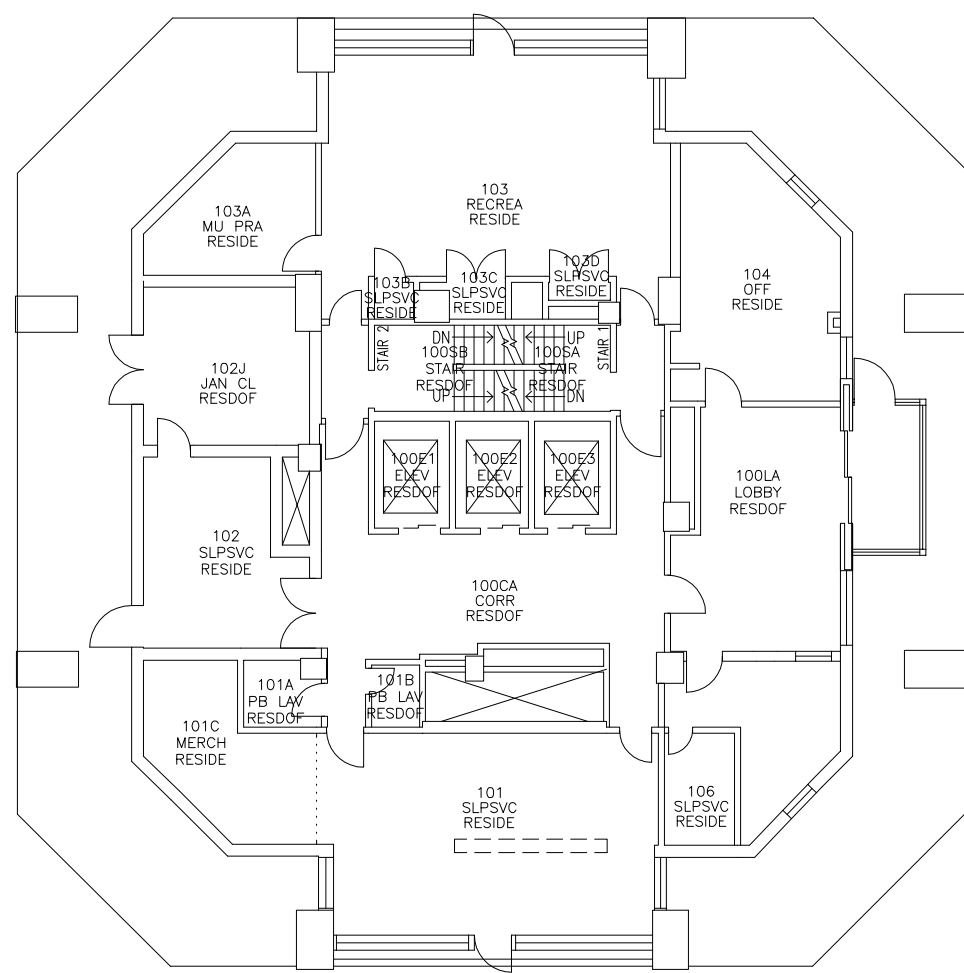 103
RECREA
RESIDE
103A
MU PRA
RESIDE
103B
SLPSVC
RESIDE
103C
SLPSVC
RESIDE
103D
SLPSVC
RESIDE
104
OFF
RESIDE
STAIR 2
DN
UP
100SB
STAIR
RESDOF
UP
DN
100SA
STAIR
RESDOF
STAIR 1
102J
JAN CL
RESDOF
100E1
ELEV
RESDOF
100E2
ELEV
RESDOF
100E3
ELEV
RESDOF
100LA
LOBBY
RESDOF
102
SLPSVC
RESIDE
100CA
CORR
RESDOF
101A
PB LAV
RESDOF
101B
PB LAV
RESDOF
101C
MERCH
RESIDE
101
SLPSVC
RESIDE
106
SLPSVC
RESIDE